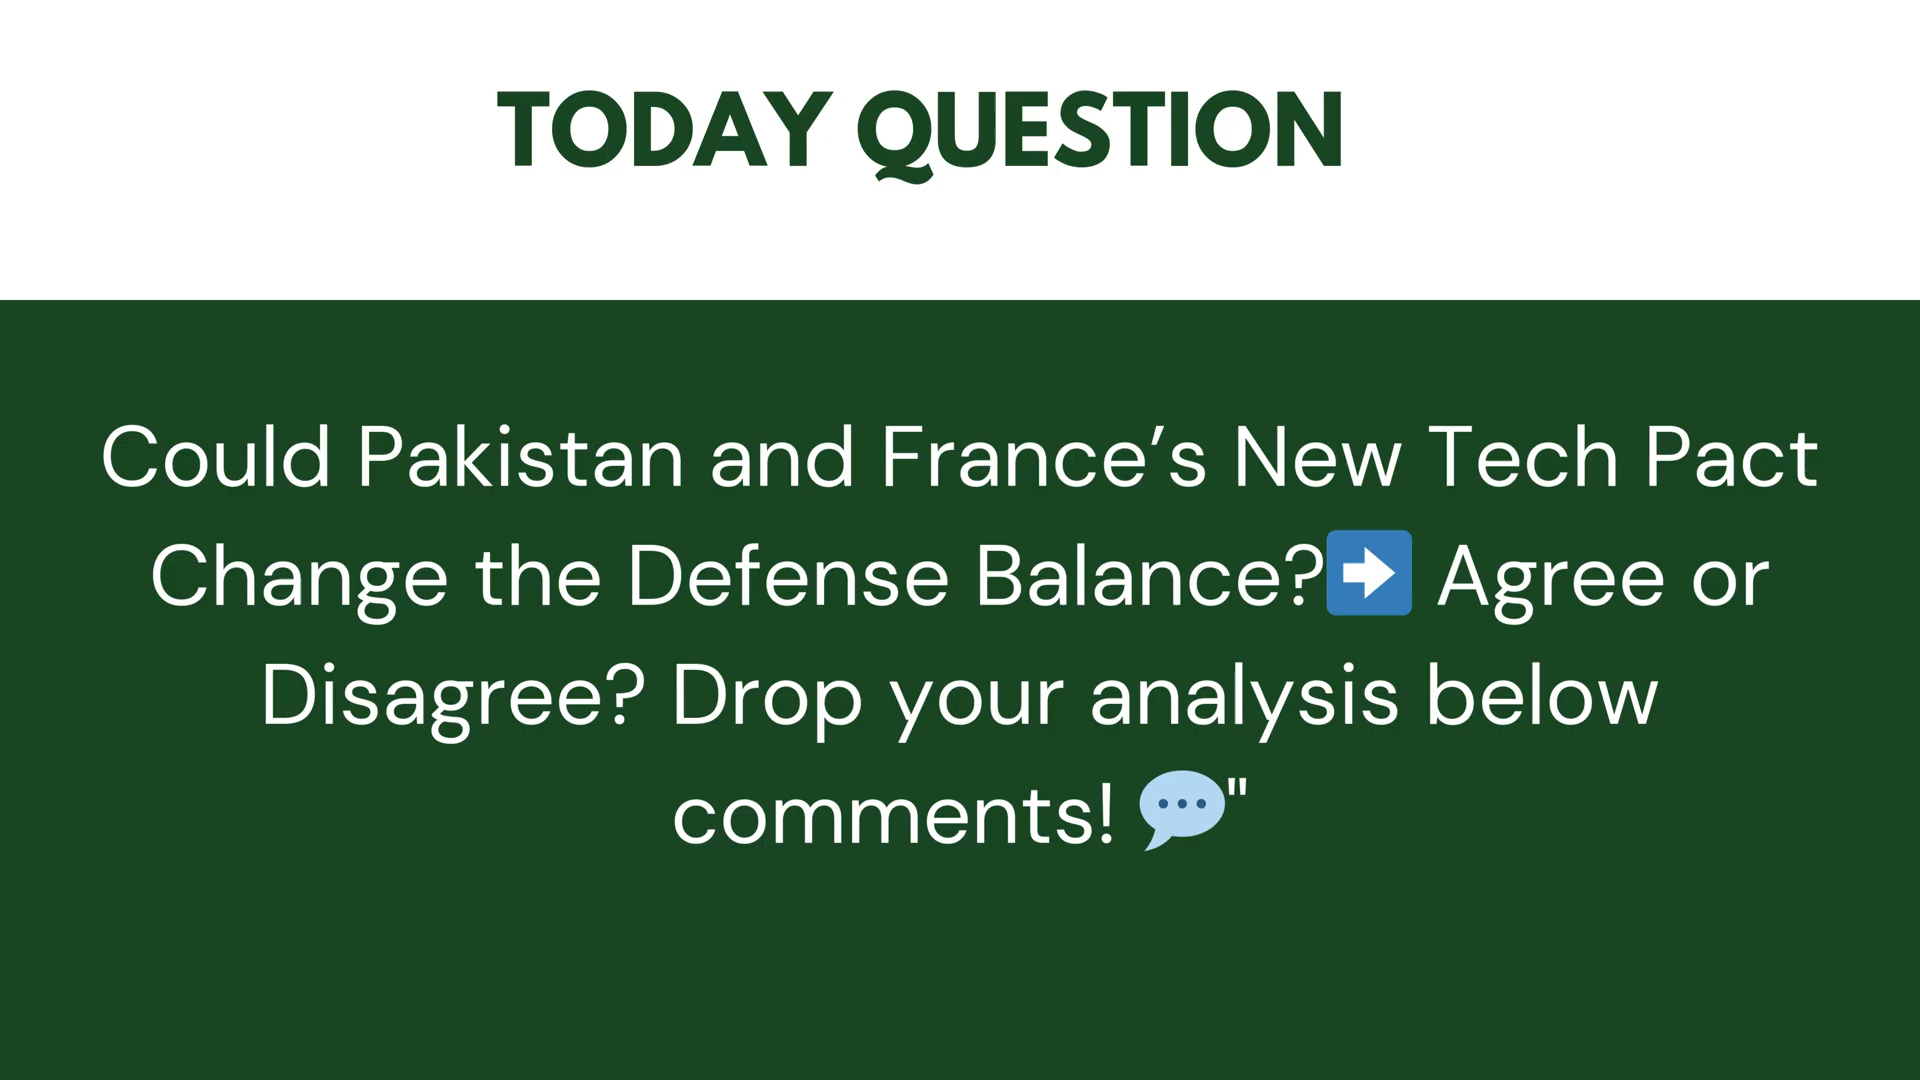 TODAY QUESTION
Could Pakistan and France’s New Tech Pact
Change the Defense Balance?➡️ Agree or
Disagree? Drop your analysis below
comments! 💬"